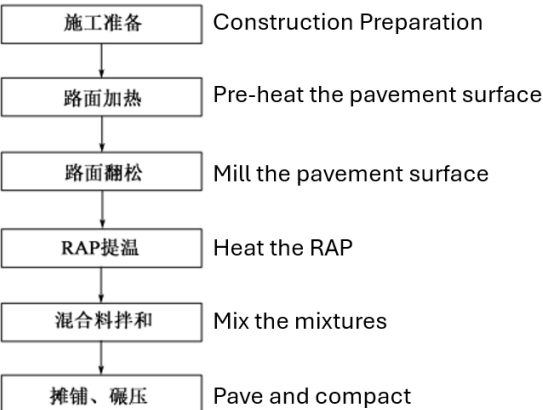 施工准备 Construction Preparation
路面加热 Pre-heat the pavement surface
路面翻松 Mill the pavement surface
RAP提温 Heat the RAP
混合料拌和 Mix the mixtures
摊铺、碾压 Pave and compact